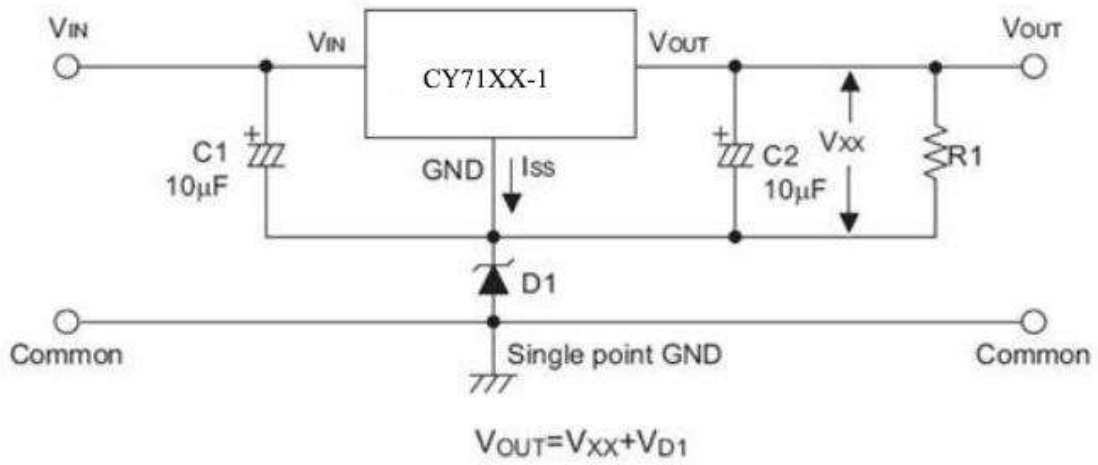 VIN
VIN
CY71XX-1
VOUT
VOUT
+
C1
10μF
GND
ISS
+
C2
10μF
VXX
R1
D1
Common
Single point GND
Common
VOUT=VXX+VD1